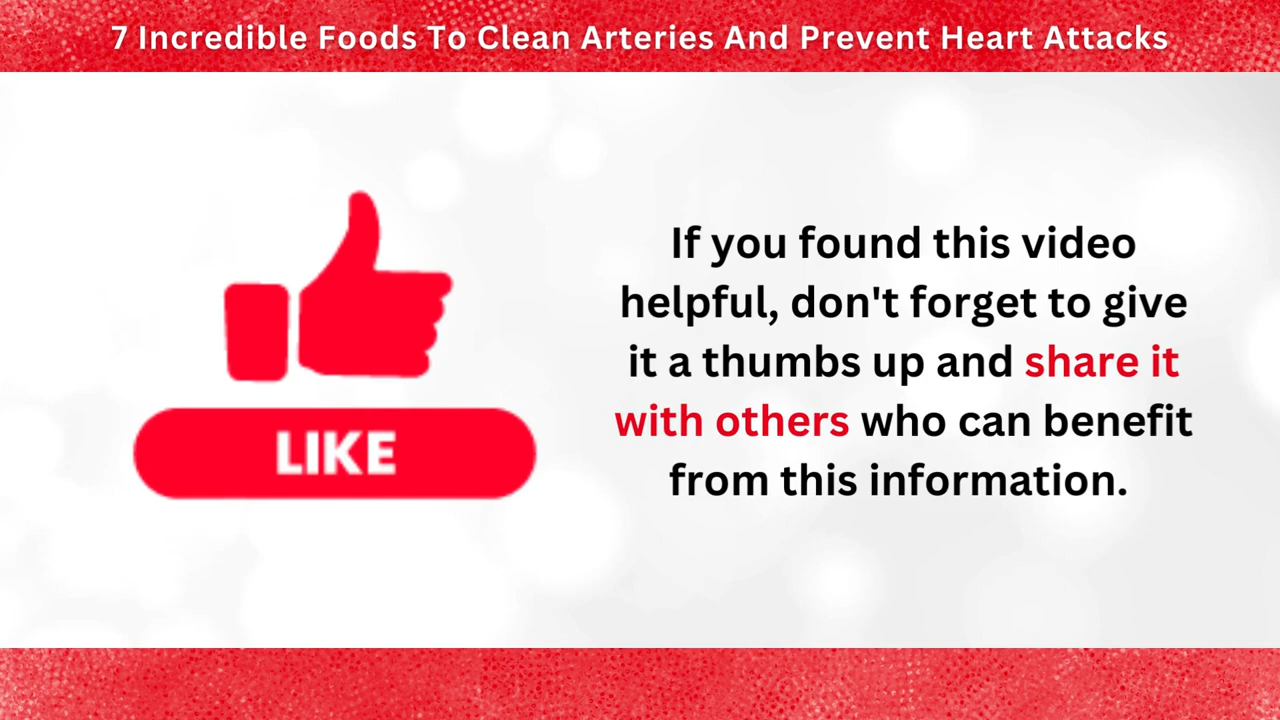 7 Incredible Foods To Clean Arteries And Prevent Heart Attacks
LIKE
If you found this video
helpful, don't forget to give
it a thumbs up and share it
with others who can benefit
from this information.